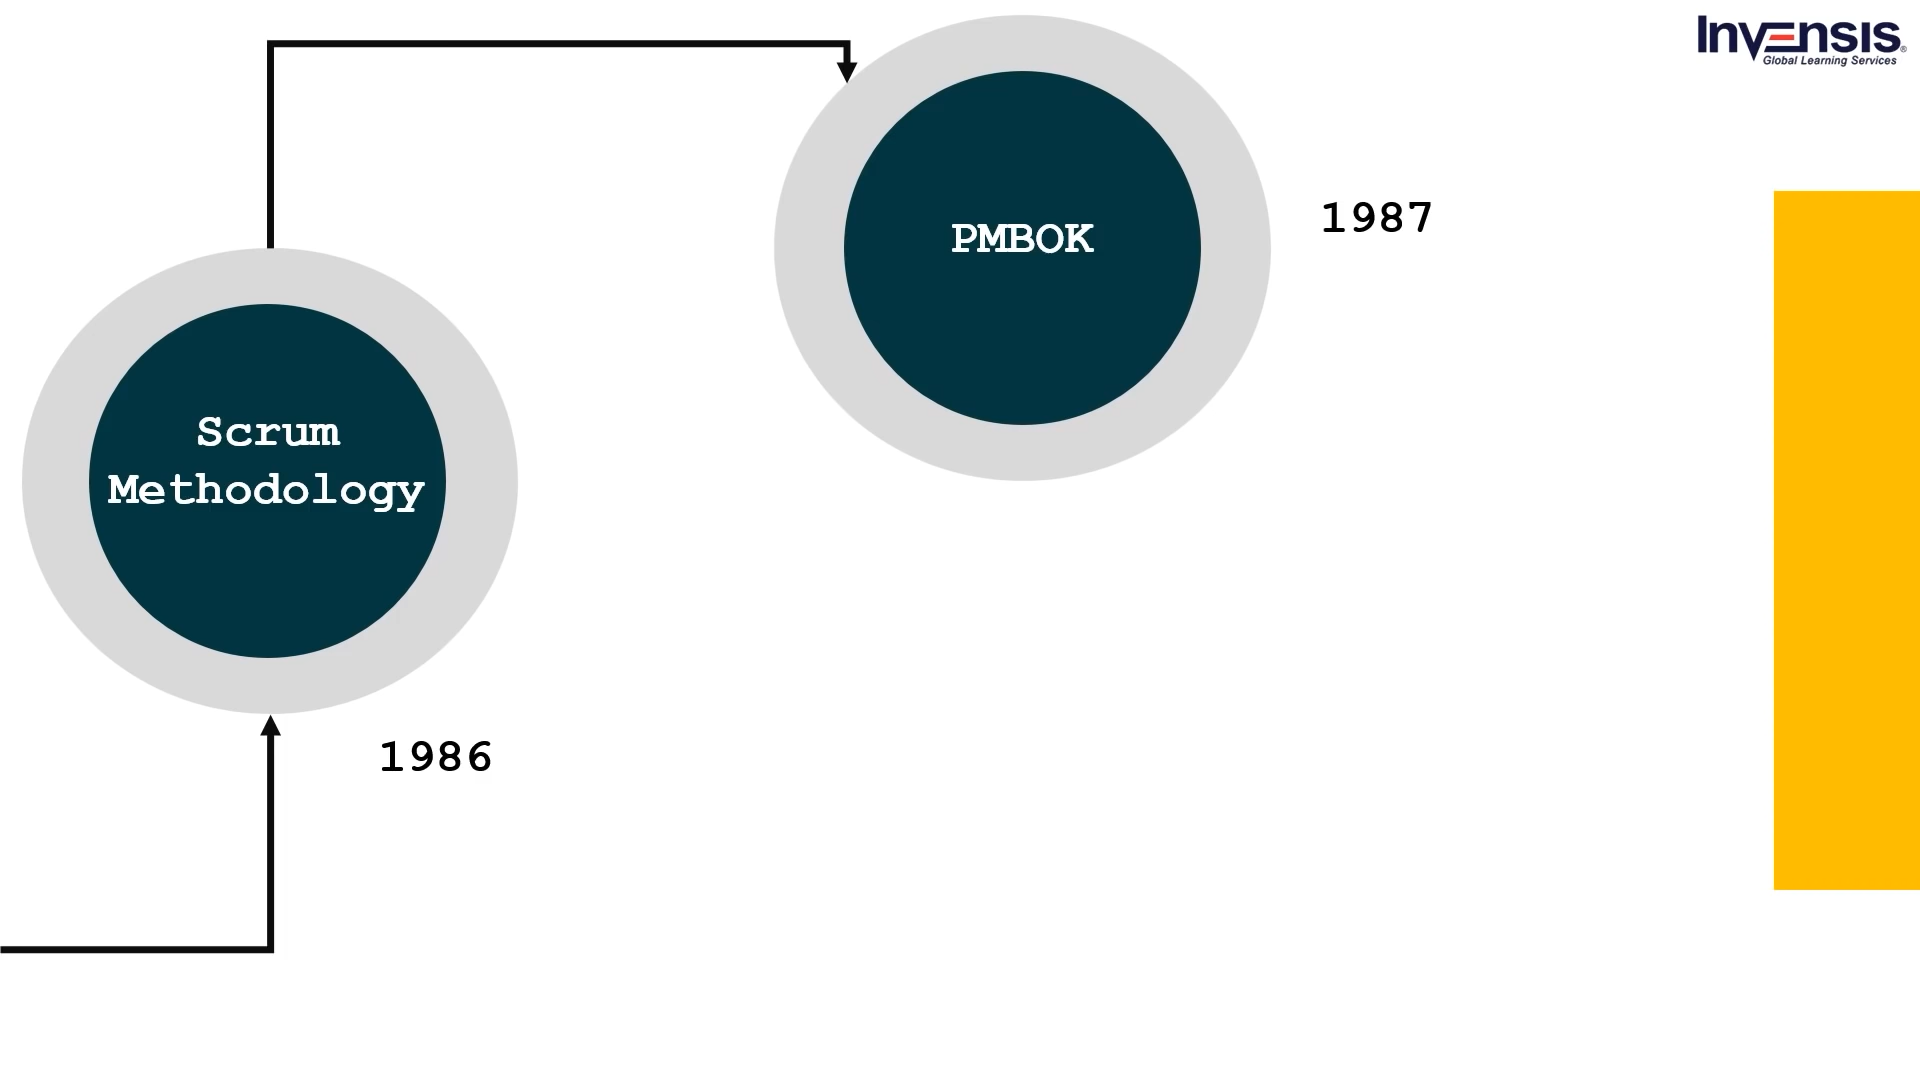 Invensis®
Global Learning Services
PMBOK
1987
Scrum
Methodology
1986